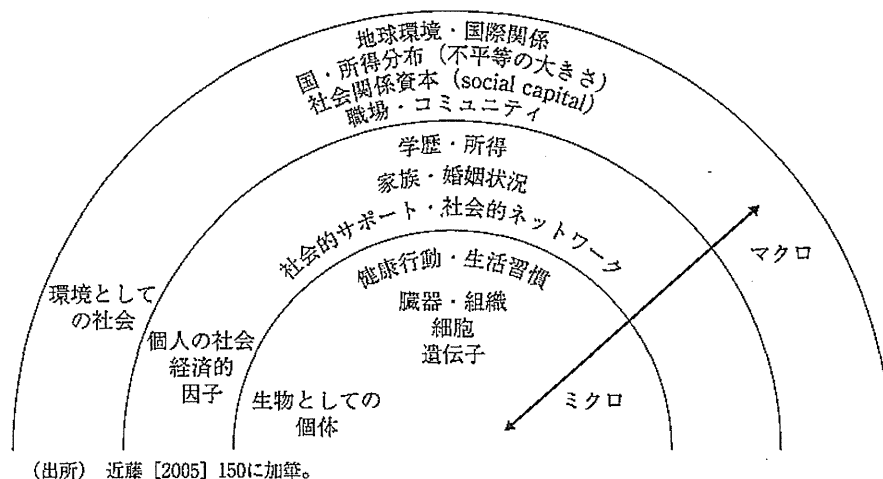 地球環境・国際関係
国・所得分布（不平等の大きさ）
社会関係資本（social capital）
職場・コミュニティ
学歴・所得
家族・婚姻状況
社会的サポート・社会的ネットワーク
健康行動・生活習慣
臓器・組織
細胞
遺伝子
環境として
の社会
個人の社会
経済的
因子
生物としての
個体
マクロ
ミクロ
（出所） 近藤［2005］150に加筆。